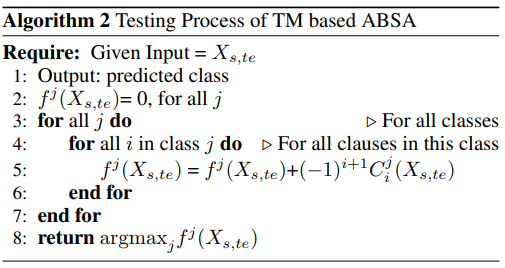 Algorithm 2 Testing Process of TM based ABSA
Require: Given Input = X_{s,te}
1: Output: predicted class
2: f^j(X_{s,te})= 0, for all j
3: for all j do ▷ For all classes
4: for all i in class j do ▷ For all clauses in this class
5: f^j(X_{s,te}) = f^j(X_{s,te})+(−1)^{i+1}C_i^j(X_{s,te})
6: end for
7: end for
8: return argmax_j f^j(X_{s,te})